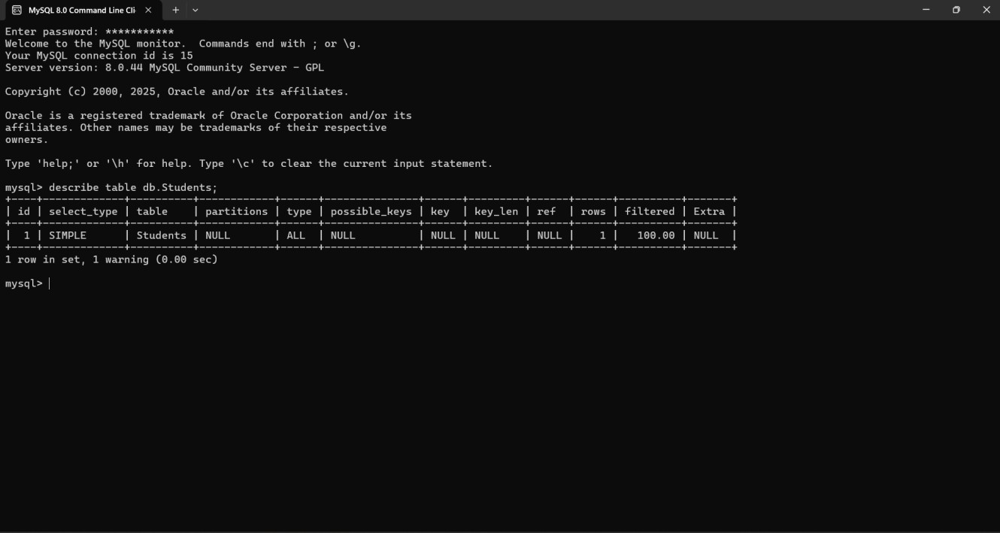 MySQL 8.0 Command Line Cli
Enter password: ***********
Welcome to the MySQL monitor.  Commands end with ; or \g.
Your MySQL connection id is 15
Server version: 8.0.44 MySQL Community Server - GPL
Copyright (c) 2000, 2025, Oracle and/or its affiliates.
Oracle is a registered trademark of Oracle Corporation and/or its
affiliates. Other names may be trademarks of their respective
owners.
Type 'help;' or '\h' for help. Type '\c' to clear the current input statement.
mysql> describe table db.Students;
+----+-------------+----------+------------+------+---------------+------+---------+------+------+----------+-------+
| id | select_type | table    | partitions | type | possible_keys | key  | key_len | ref  | rows | filtered | Extra |
+----+-------------+----------+------------+------+---------------+------+---------+------+------+----------+-------+
|  1 | SIMPLE      | Students | NULL       | ALL  | NULL          | NULL | NULL    | NULL |    1 |   100.00 | NULL  |
+----+-------------+----------+------------+------+---------------+------+---------+------+------+----------+-------+
1 row in set, 1 warning (0.00 sec)
mysql>